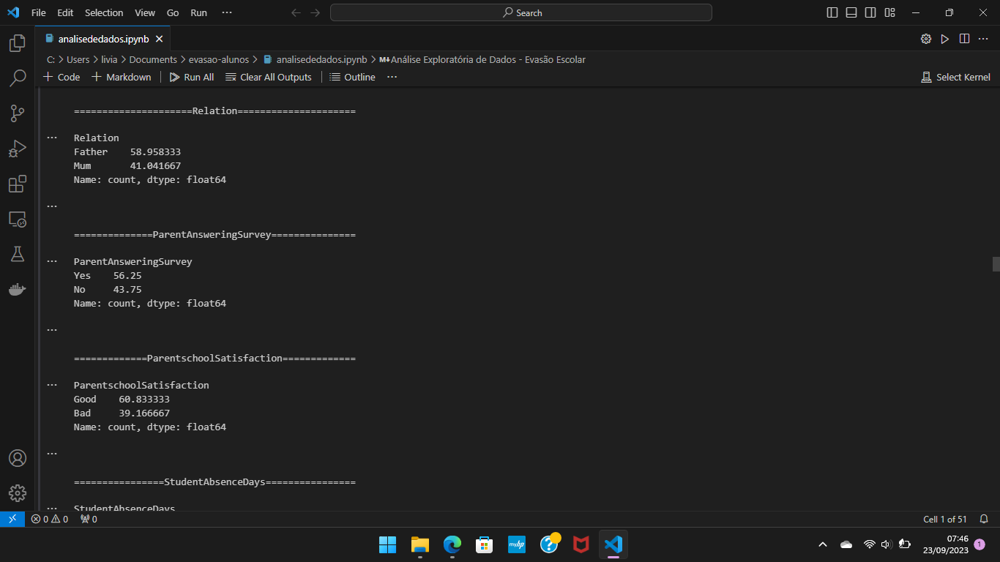 File Edit Selection View Go Run ···
Search
analisededados.ipynb
C: > Users > livia > Documents > evasao-alunos > analisededados.ipynb > M↓ Análise Exploratória de Dados - Evasão Escolar
+ Code + Markdown Run All Clear All Outputs Outline ··· Select Kernel
=====================Relation=====================
··· Relation
Father    58.958333
Mum       41.041667
Name: count, dtype: float64
···
==============ParentAnsweringSurvey===============
··· ParentAnsweringSurvey
Yes    56.25
No     43.75
Name: count, dtype: float64
···
=============ParentschoolSatisfaction=============
··· ParentschoolSatisfaction
Good    60.833333
Bad     39.166667
Name: count, dtype: float64
···
================StudentAbsenceDays================
··· StudentAbsenceDays
0 0 0 Cell 1 of 51
myhp ?
07:46
23/09/2023 1